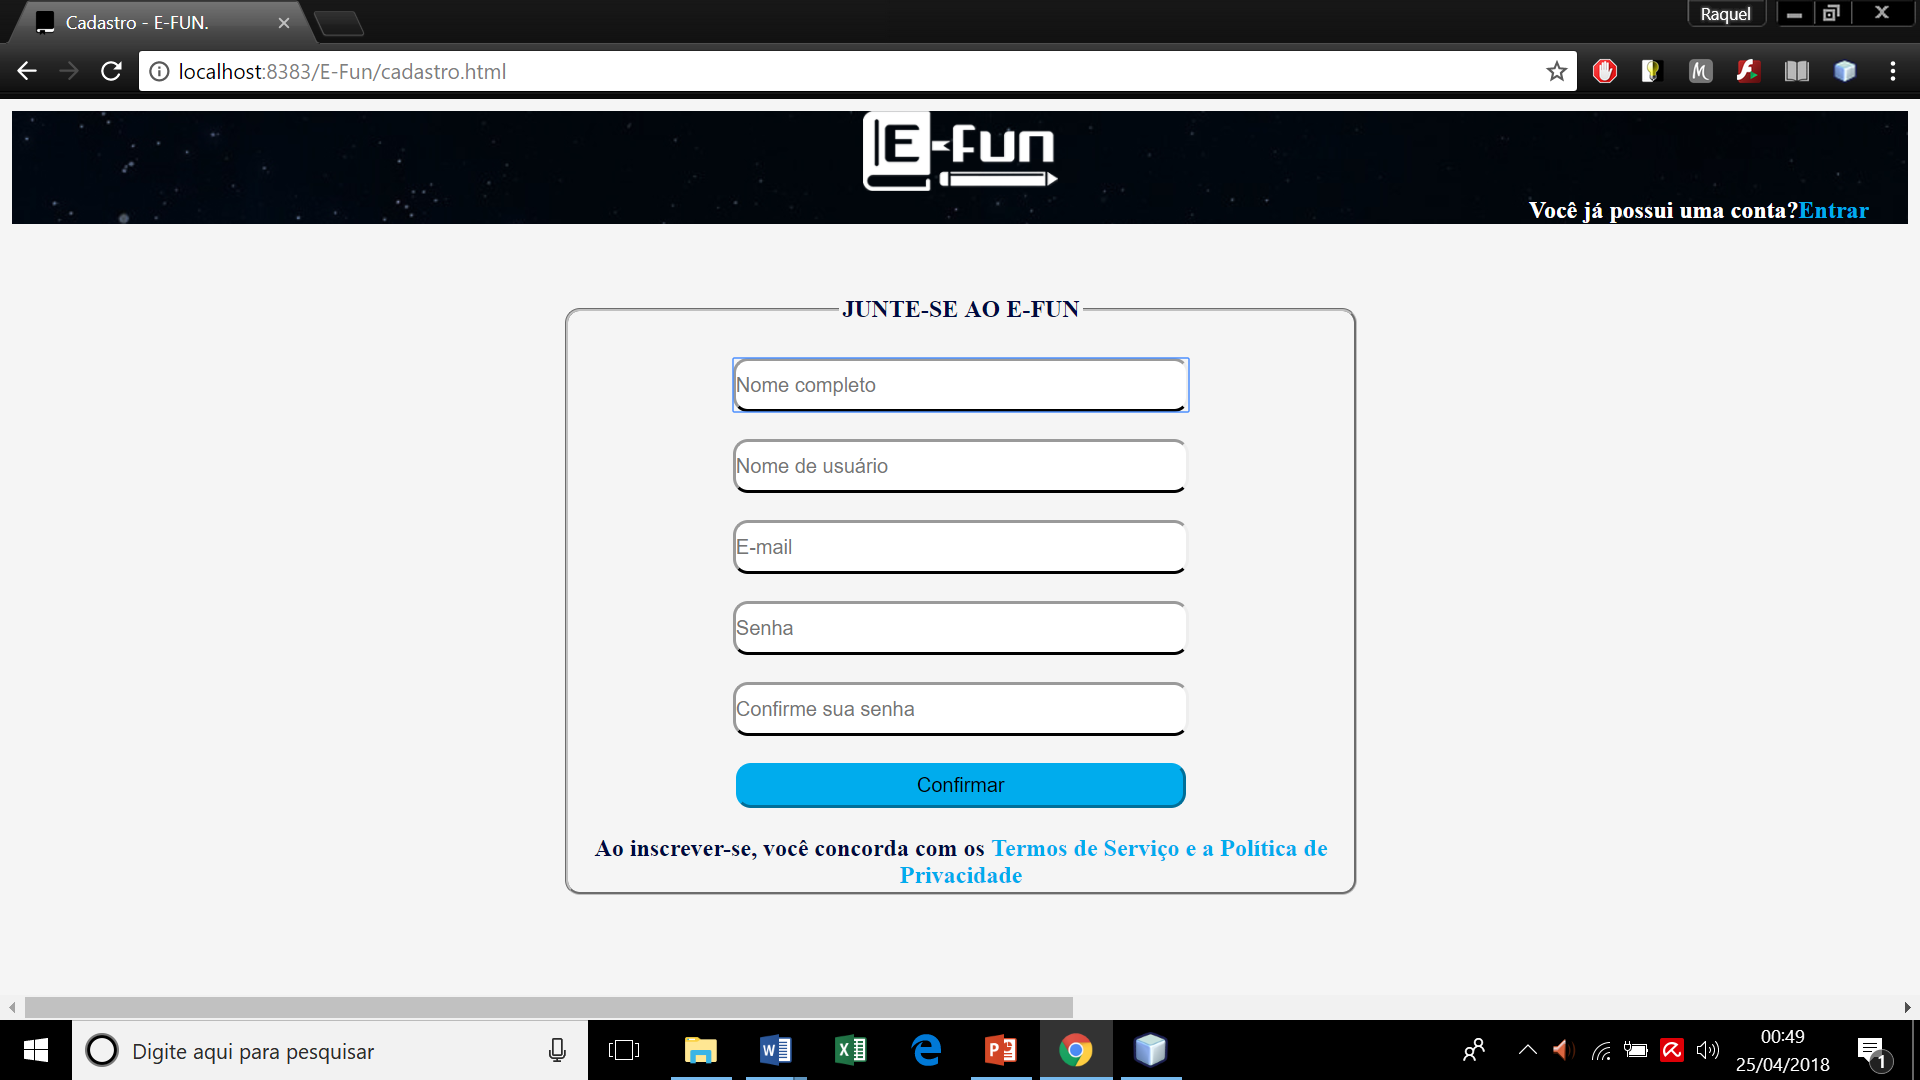 Cadastro - E-FUN.
Raquel
localhost:8383/E-Fun/cadastro.html
E-Fun
Você já possui uma conta?Entrar
JUNTE-SE AO E-FUN
Nome completo
Nome de usuário
E-mail
Senha
Confirme sua senha
Confirmar
Ao inscrever-se, você concorda com os Termos de Serviço e a Política de
Privacidade
Digite aqui para pesquisar
00:49
25/04/2018
1